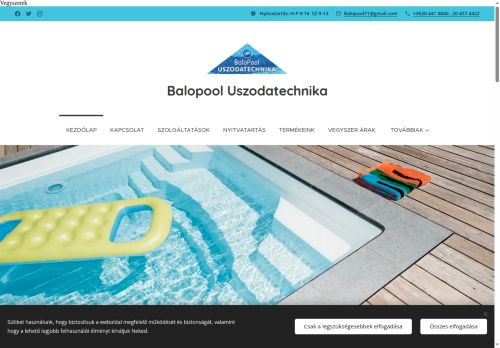 Vegyszerek
Nyitvatartás: H-P 9-16 SZ 9-13
Balopool71@gmail.com
+3620 441 0840 , 20 457 4422
BaloPool
USZODATECHNIKA
Balopool Uszodatechnika
KEZDŐLAP KAPCSOLAT SZOLGÁLTATÁSOK NYITVATARTÁS TERMÉKEINK VEGYSZER ÁRAK TOVÁBBIAK
Sütiket használunk, hogy biztosítsuk a weboldal megfelelő működését és biztonságát, valamint
hogy a lehető legjobb felhasználói élményt kínáljuk Neked.
Csak a legszükségesebbek elfogadása
Összes elfogadása